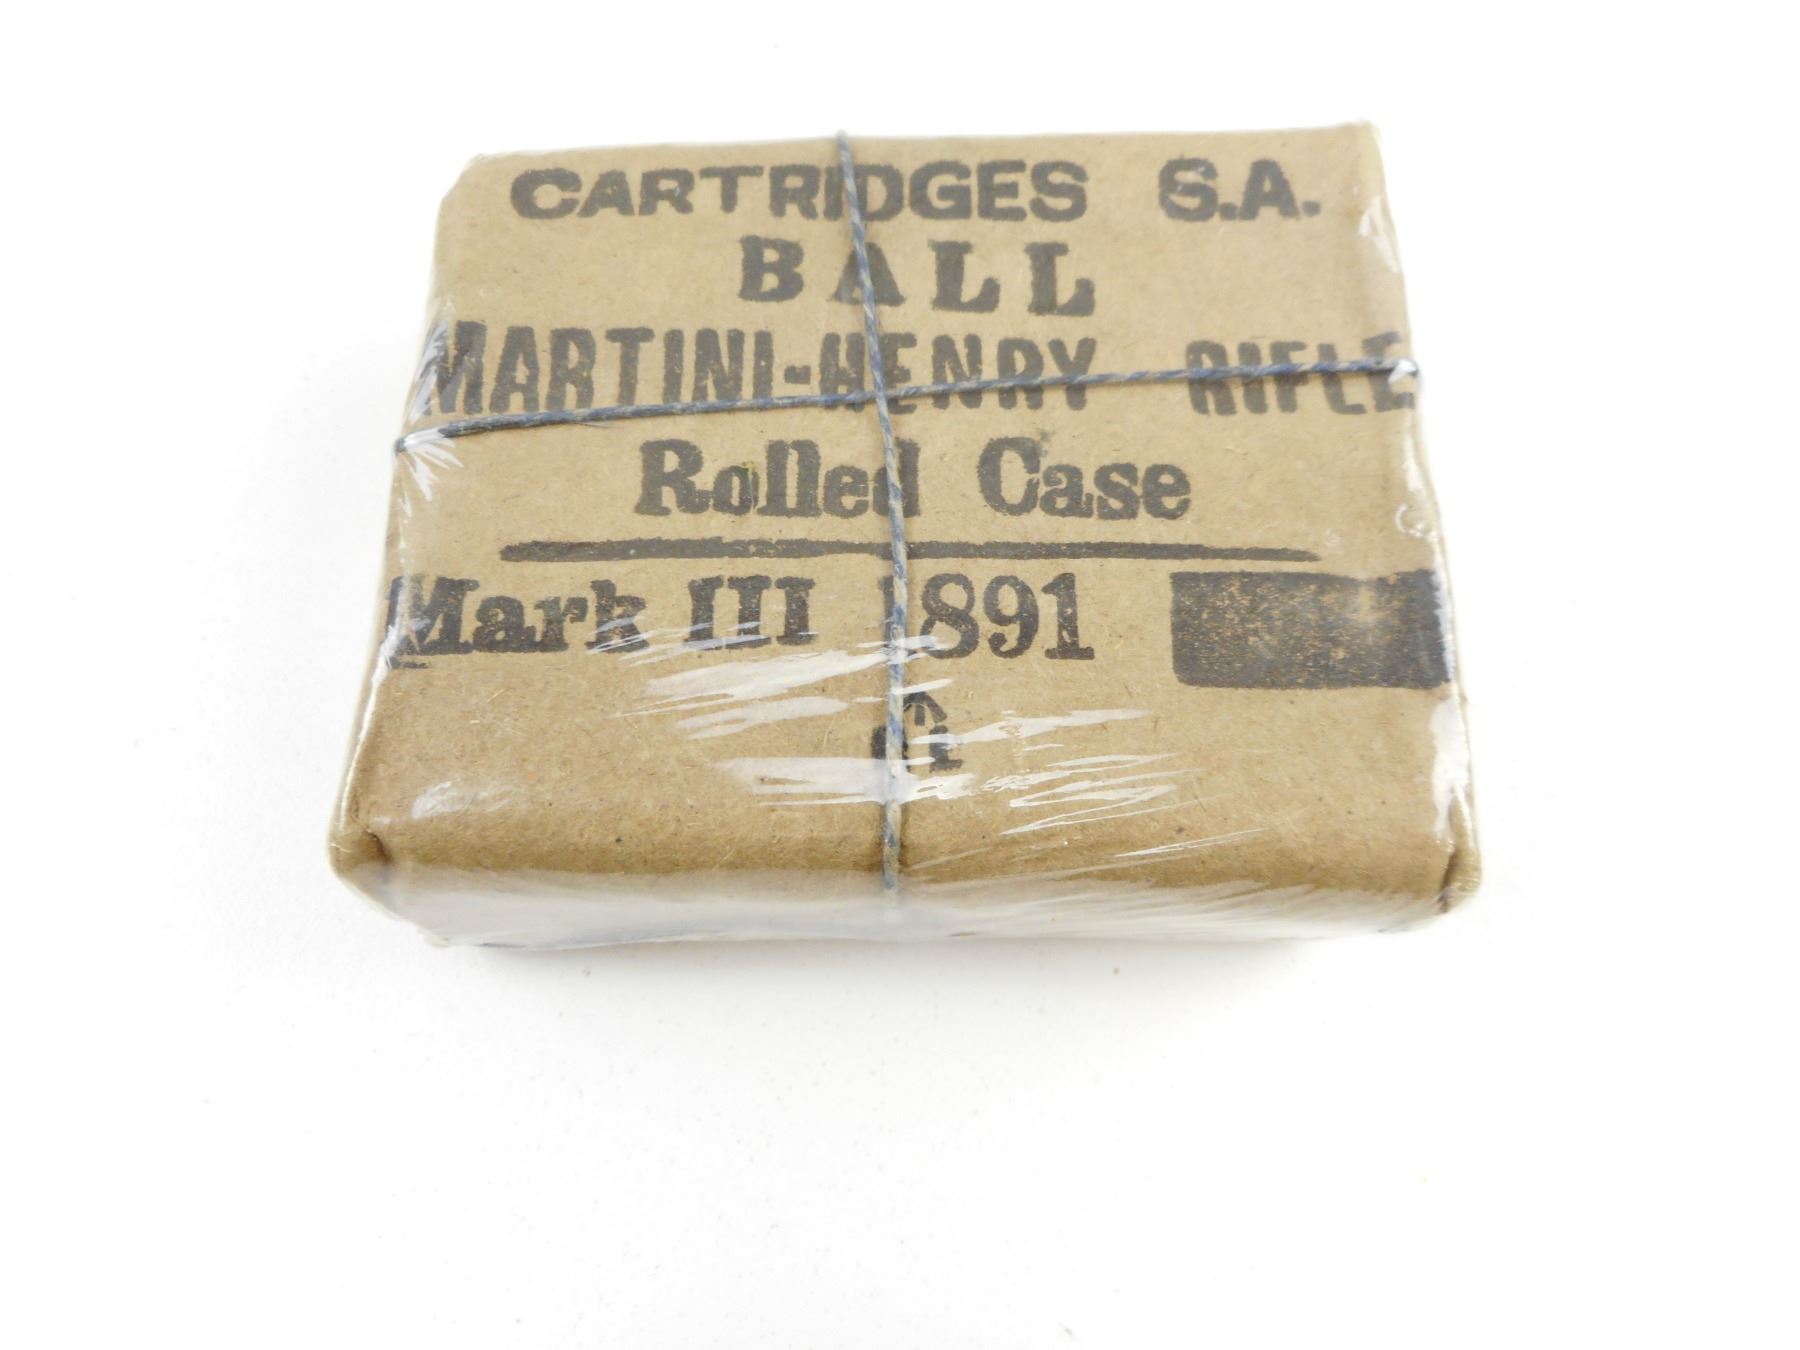 CARTRIDGES S.A.
BALL
MARTINI-HENRY RIFLE
Rolled Case
Mark III 1891